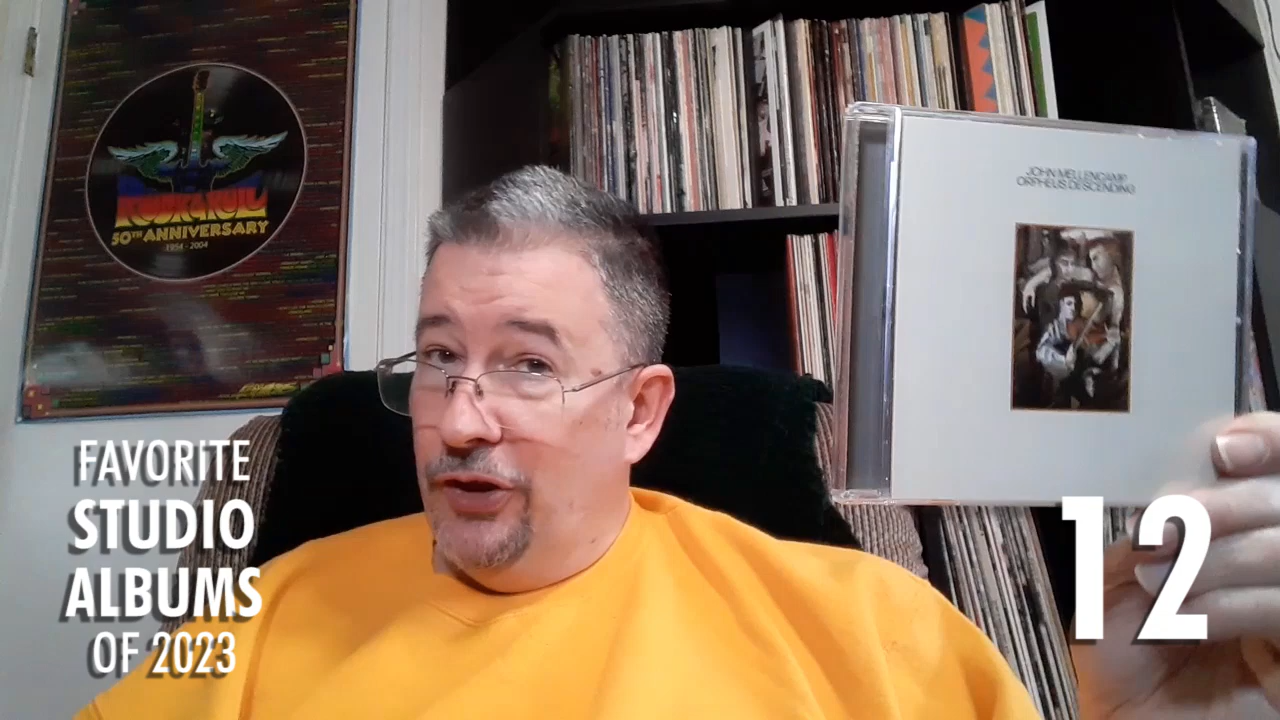 ROCK & ROLL
50TH ANNIVERSARY
1954 - 2004
JOHN MELLENCAMP
ORPHEUS DESCENDING
FAVORITE
STUDIO
ALBUMS
OF 2023
12